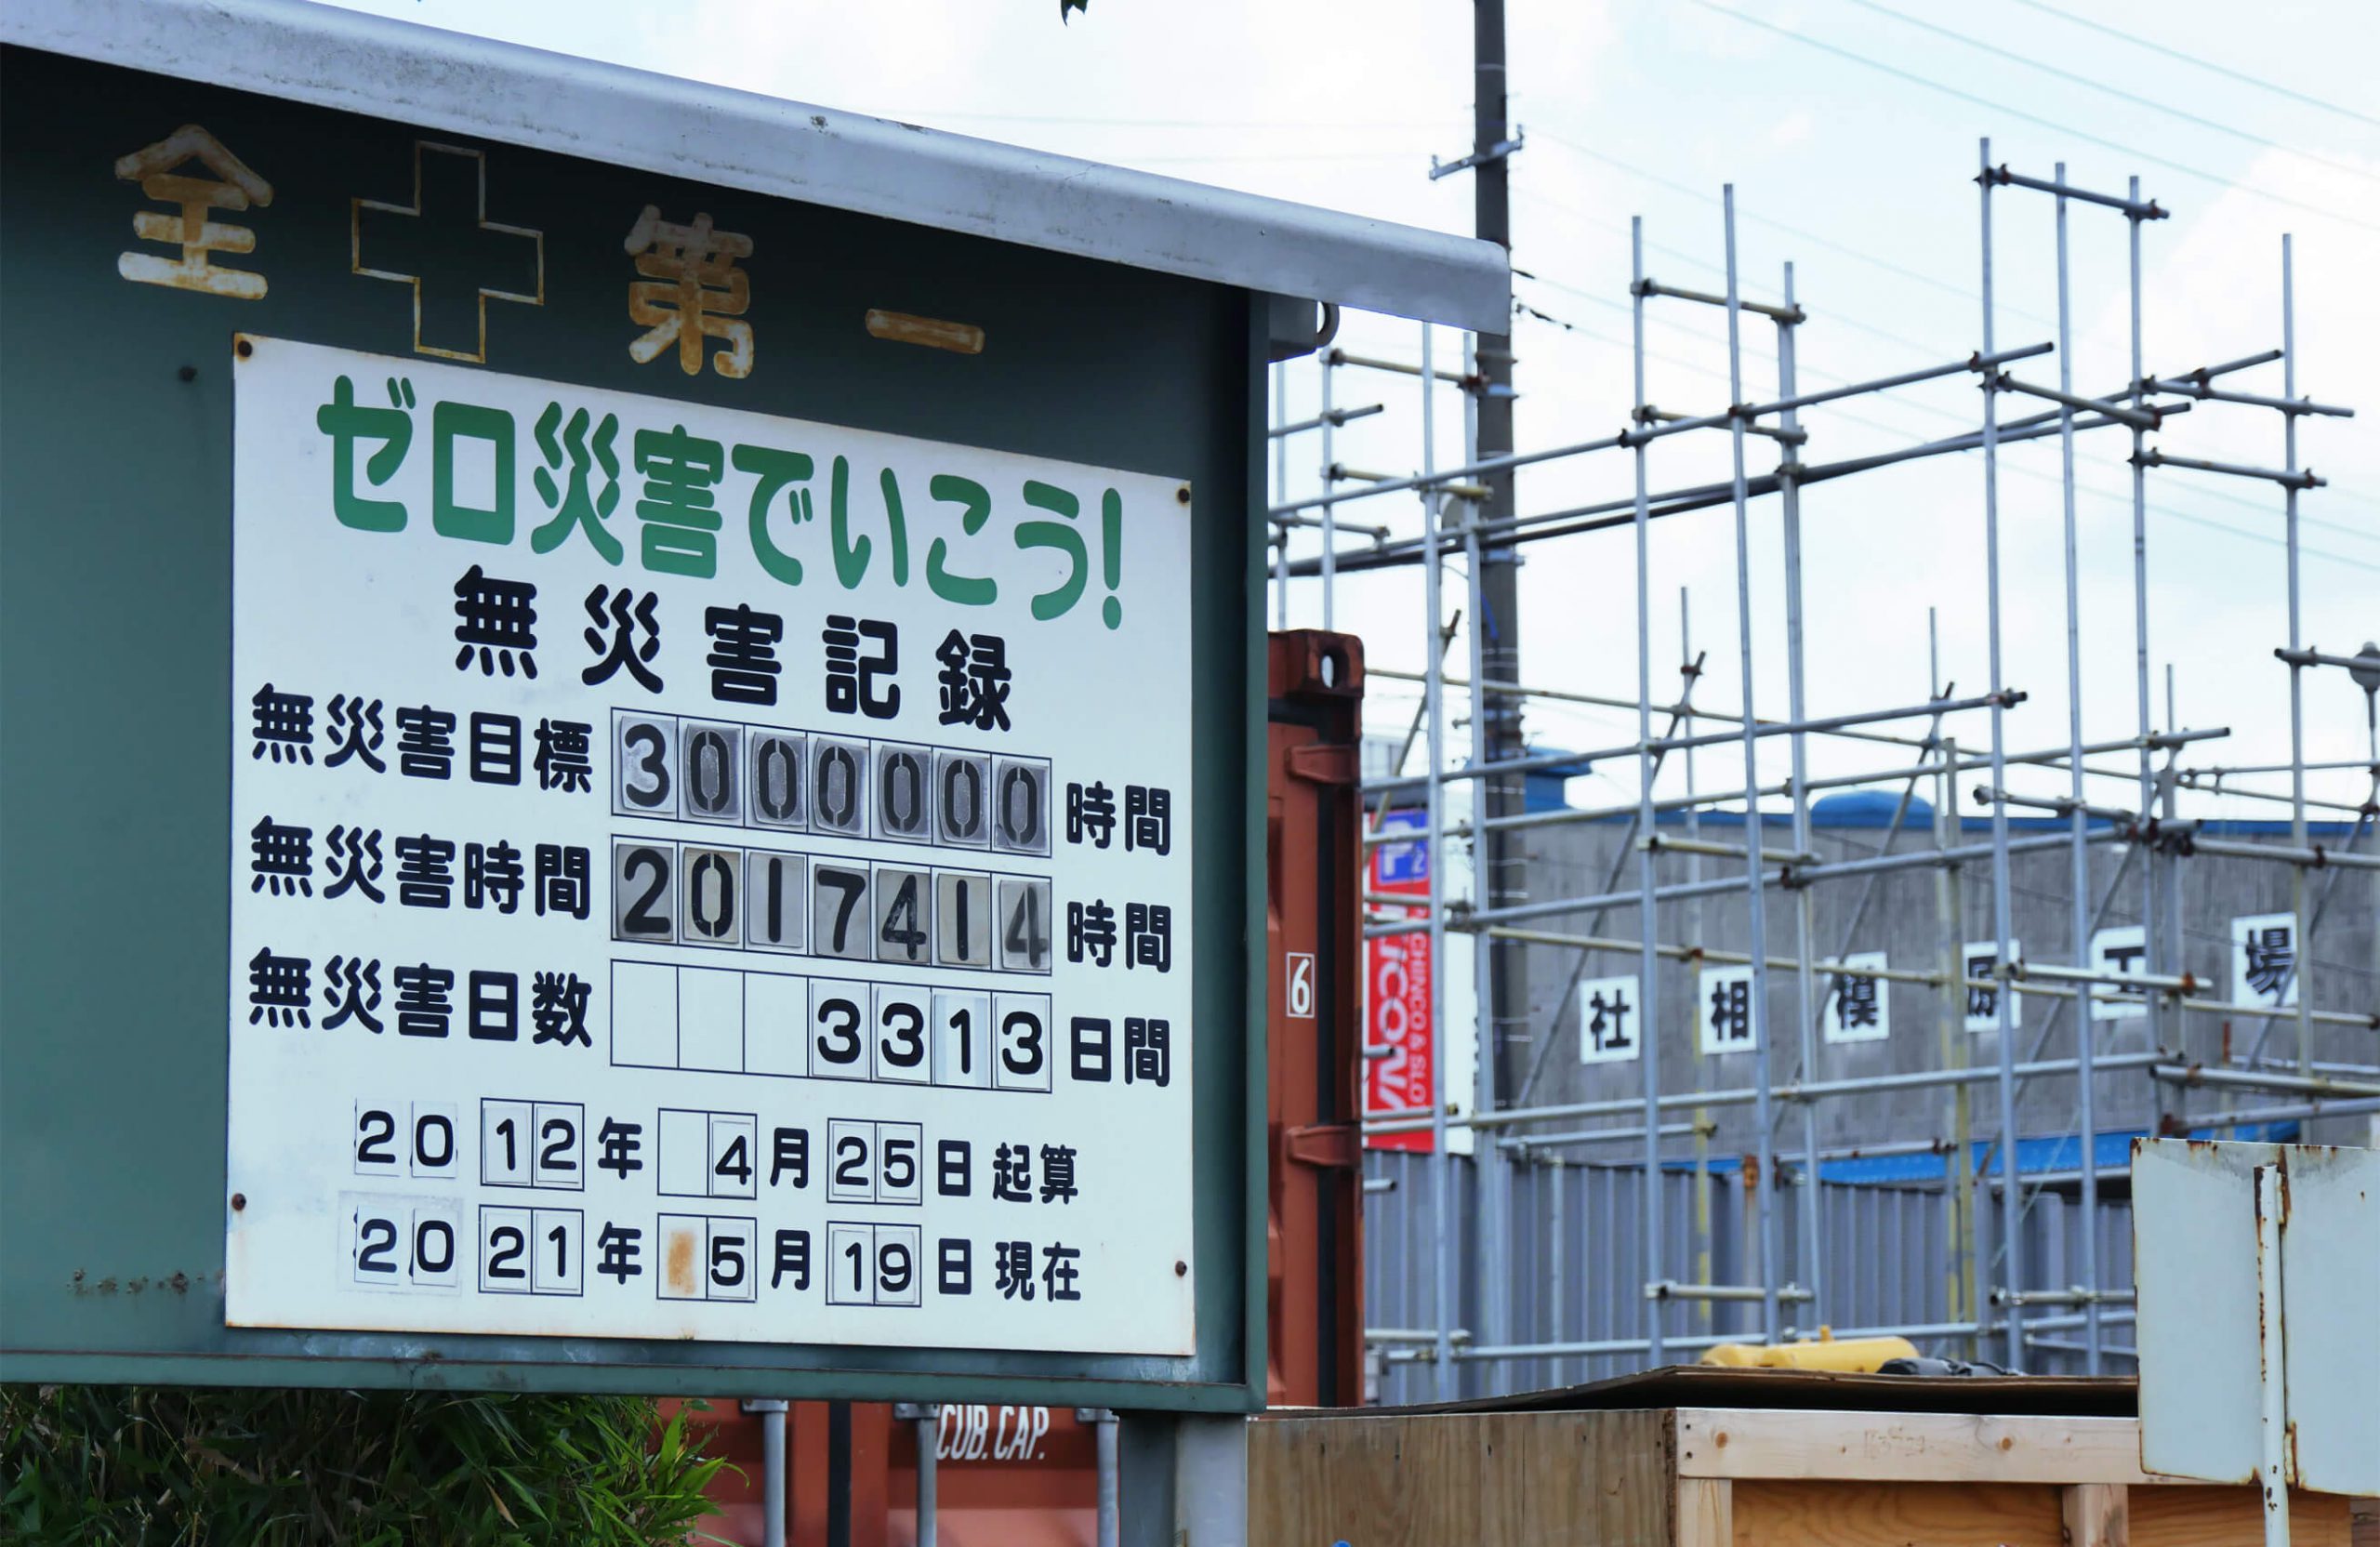 全 第 一
ゼロ災害でいこう!
無災害記録
無災害目標 3000000 時間
無災害時間 2017414 時間
無災害日数 3313 日間
2012年 4月25日 起算
2021年 5月19日 現在
6
CUB. CAP.
CHINCO & SLO
社相模原工場